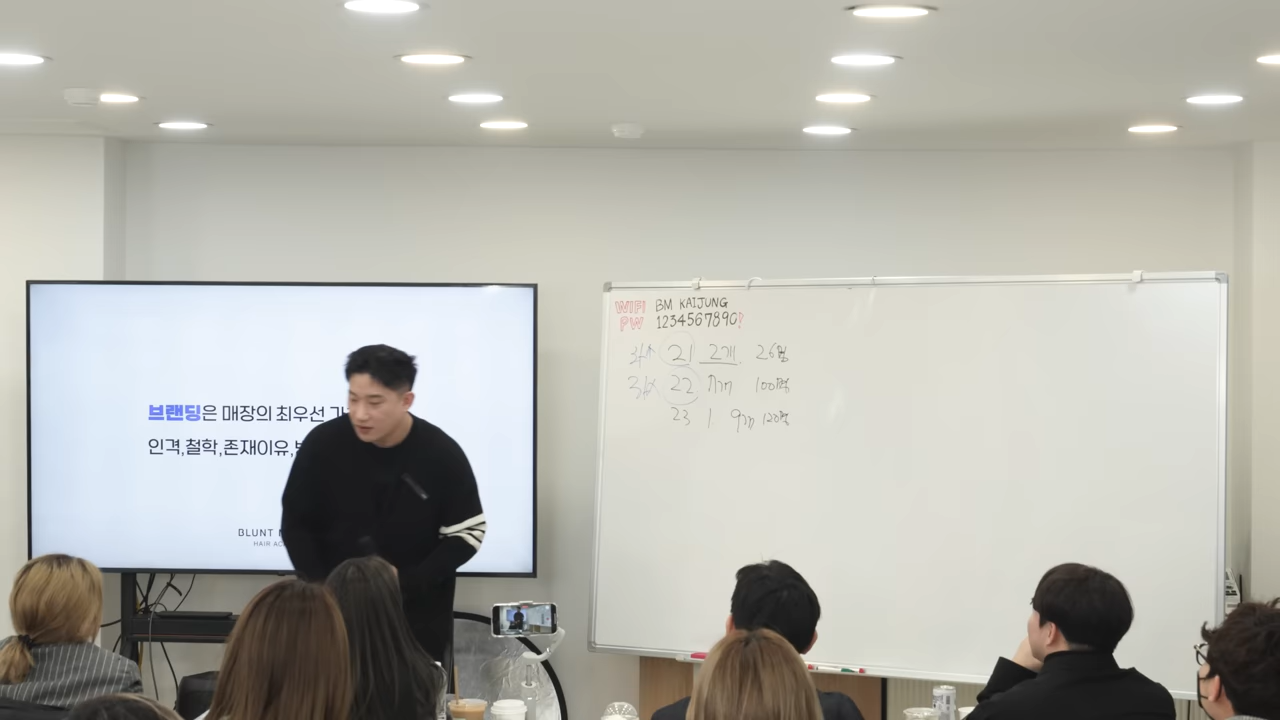 브랜딩은 매장의 최우선
인격,철학,존재이유,
BLUNT
HAIR
WIFI BM KAIJUNG
PW 1234567890!
21 2개 26명
22 7개 100명
23 1 9개 120명